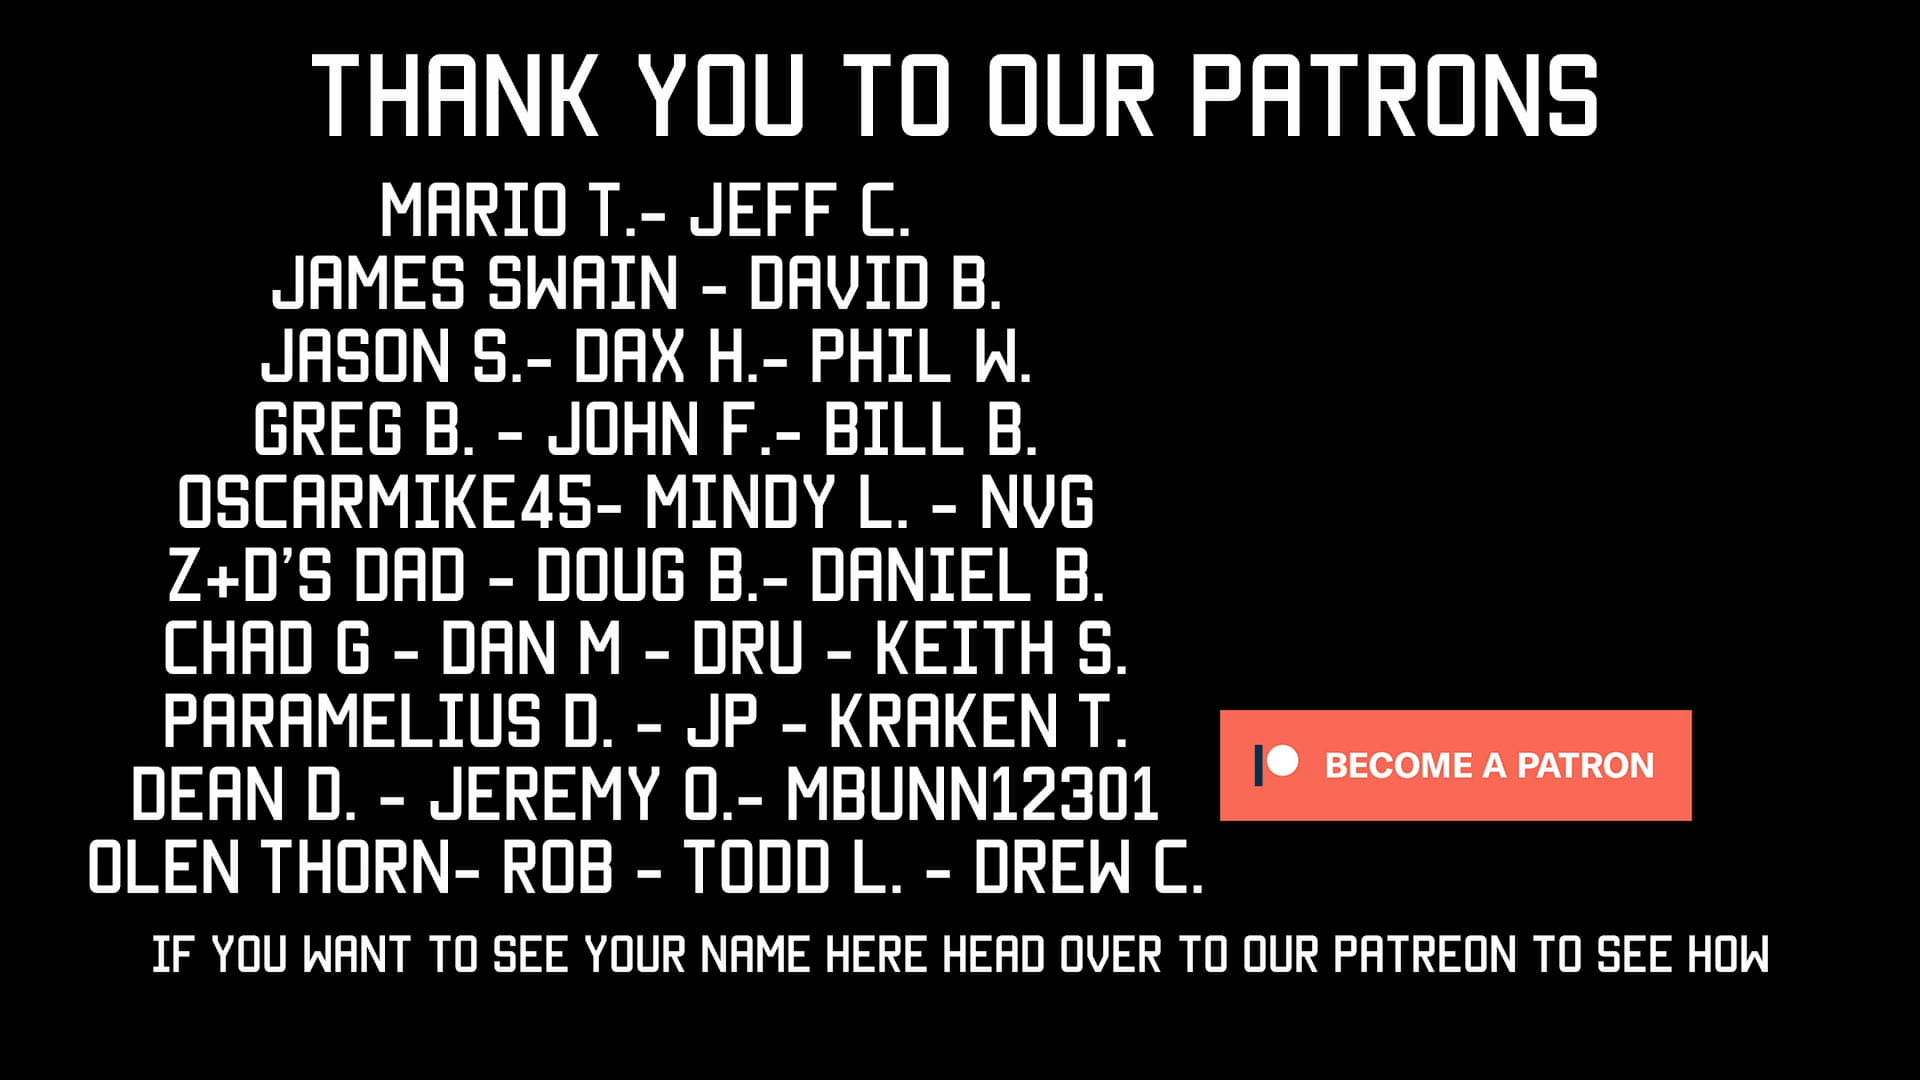 THANK YOU TO OUR PATRONS
MARIO T.- JEFF C.
JAMES SWAIN - DAVID B.
JASON S.- DAX H.- PHIL W.
GREG B. - JOHN F.- BILL B.
OSCARMIKE45- MINDY L. - NVG
Z+D'S DAD - DOUG B.- DANIEL B.
CHAD G - DAN M - DRU - KEITH S.
PARAMELIUS D. - JP - KRAKEN T.
DEAN D. - JEREMY O.- MBUNN12301
OLEN THORN- ROB - TODD L. - DREW C.
BECOME A PATRON
IF YOU WANT TO SEE YOUR NAME HERE HEAD OVER TO OUR PATREON TO SEE HOW